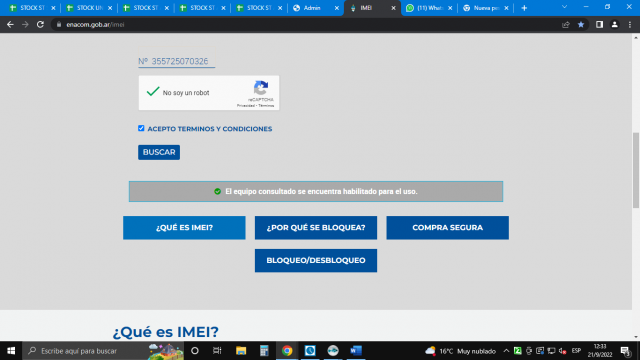 STOCK ST
STOCK UN
STOCK ST
STOCK ST
STOCK ST
Admin
IMEI
(11) What
Nueva pe
enacom.gob.ar/imei
Nº 355725070326
No soy un robot
reCAPTCHA
Privacidad - Términos
ACEPTO TERMINOS Y CONDICIONES
BUSCAR
El equipo consultado se encuentra habilitado para el uso.
¿QUÉ ES IMEI?
¿POR QUÉ SE BLOQUEA?
COMPRA SEGURA
BLOQUEO/DESBLOQUEO
¿Qué es IMEI?
Escribe aquí para buscar
16°C Muy nublado
ESP
12:33
21/9/2022